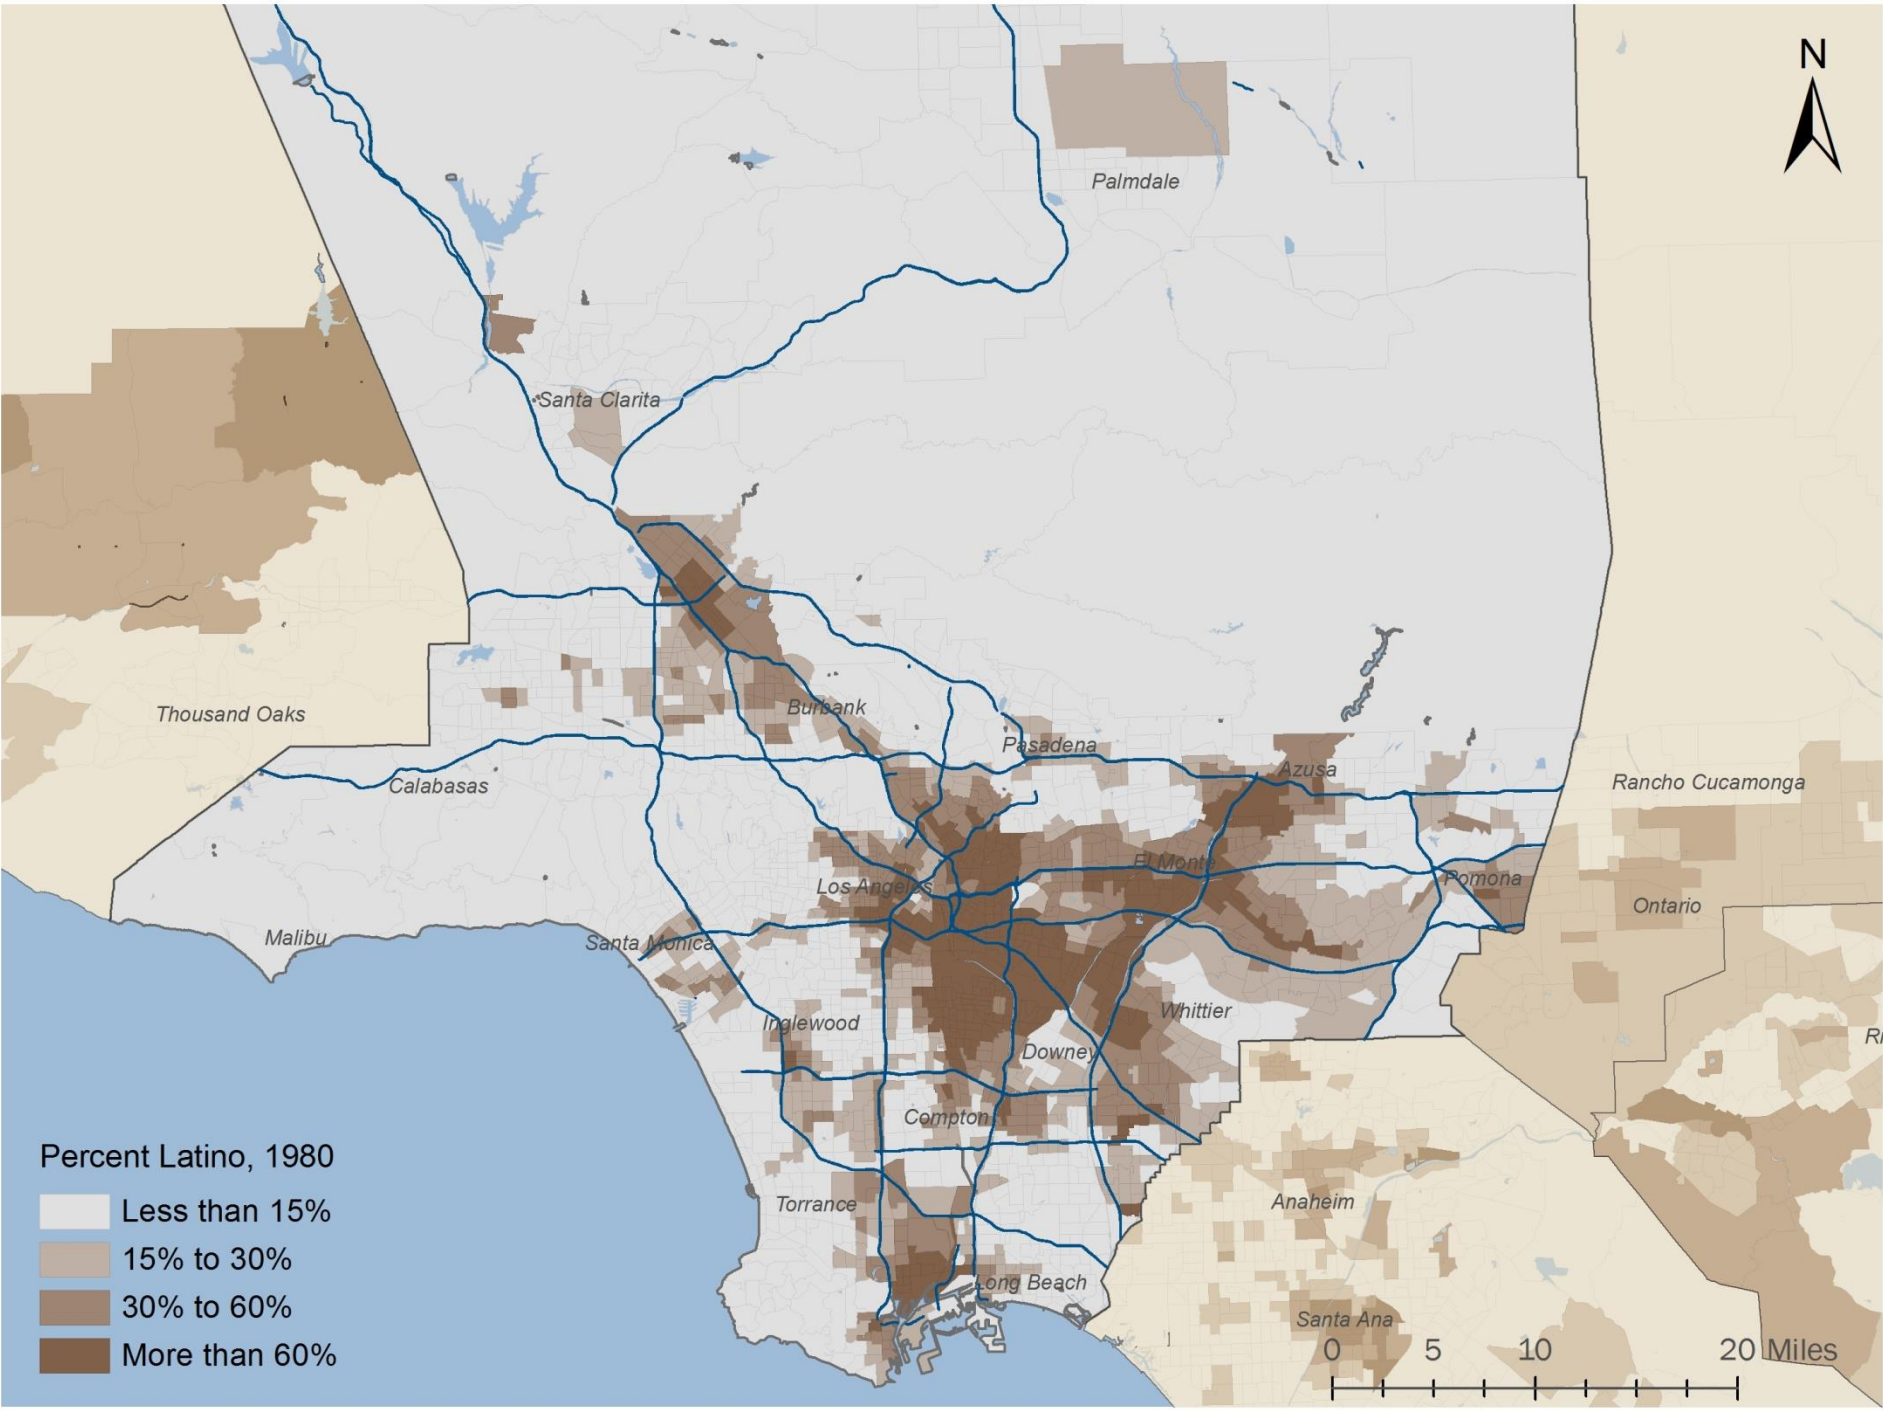 N
Palmdale
Santa Clarita
Thousand Oaks
Burbank
Pasadena
Azusa
Calabasas
Rancho Cucamonga
El Monte
Los Angeles
Pomona
Ontario
Malibu
Santa Monica
Whittier
Inglewood
Ri
Downey
Compton
Torrance
Anaheim
Long Beach
Santa Ana
Percent Latino, 1980
Less than 15%
15% to 30%
30% to 60%
More than 60%
0 5 10 20 Miles